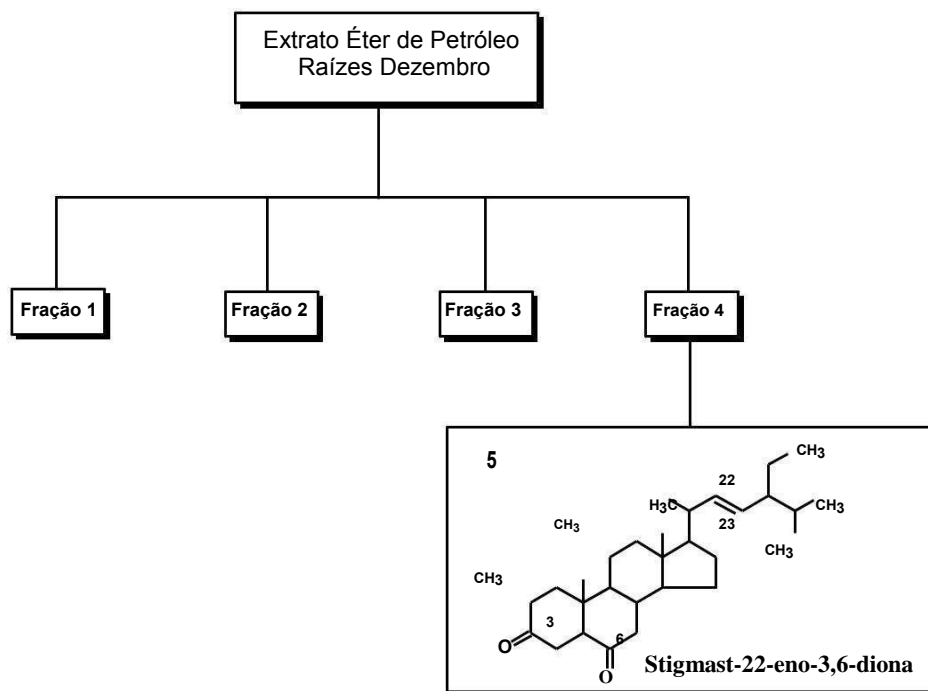 Extrato Éter de Petróleo
Raízes Dezembro
Fração 1
Fração 2
Fração 3
Fração 4
5
CH3
22
H3C
23
CH3
CH3
CH3
CH3
3
6
O
O
Stigmast-22-eno-3,6-diona